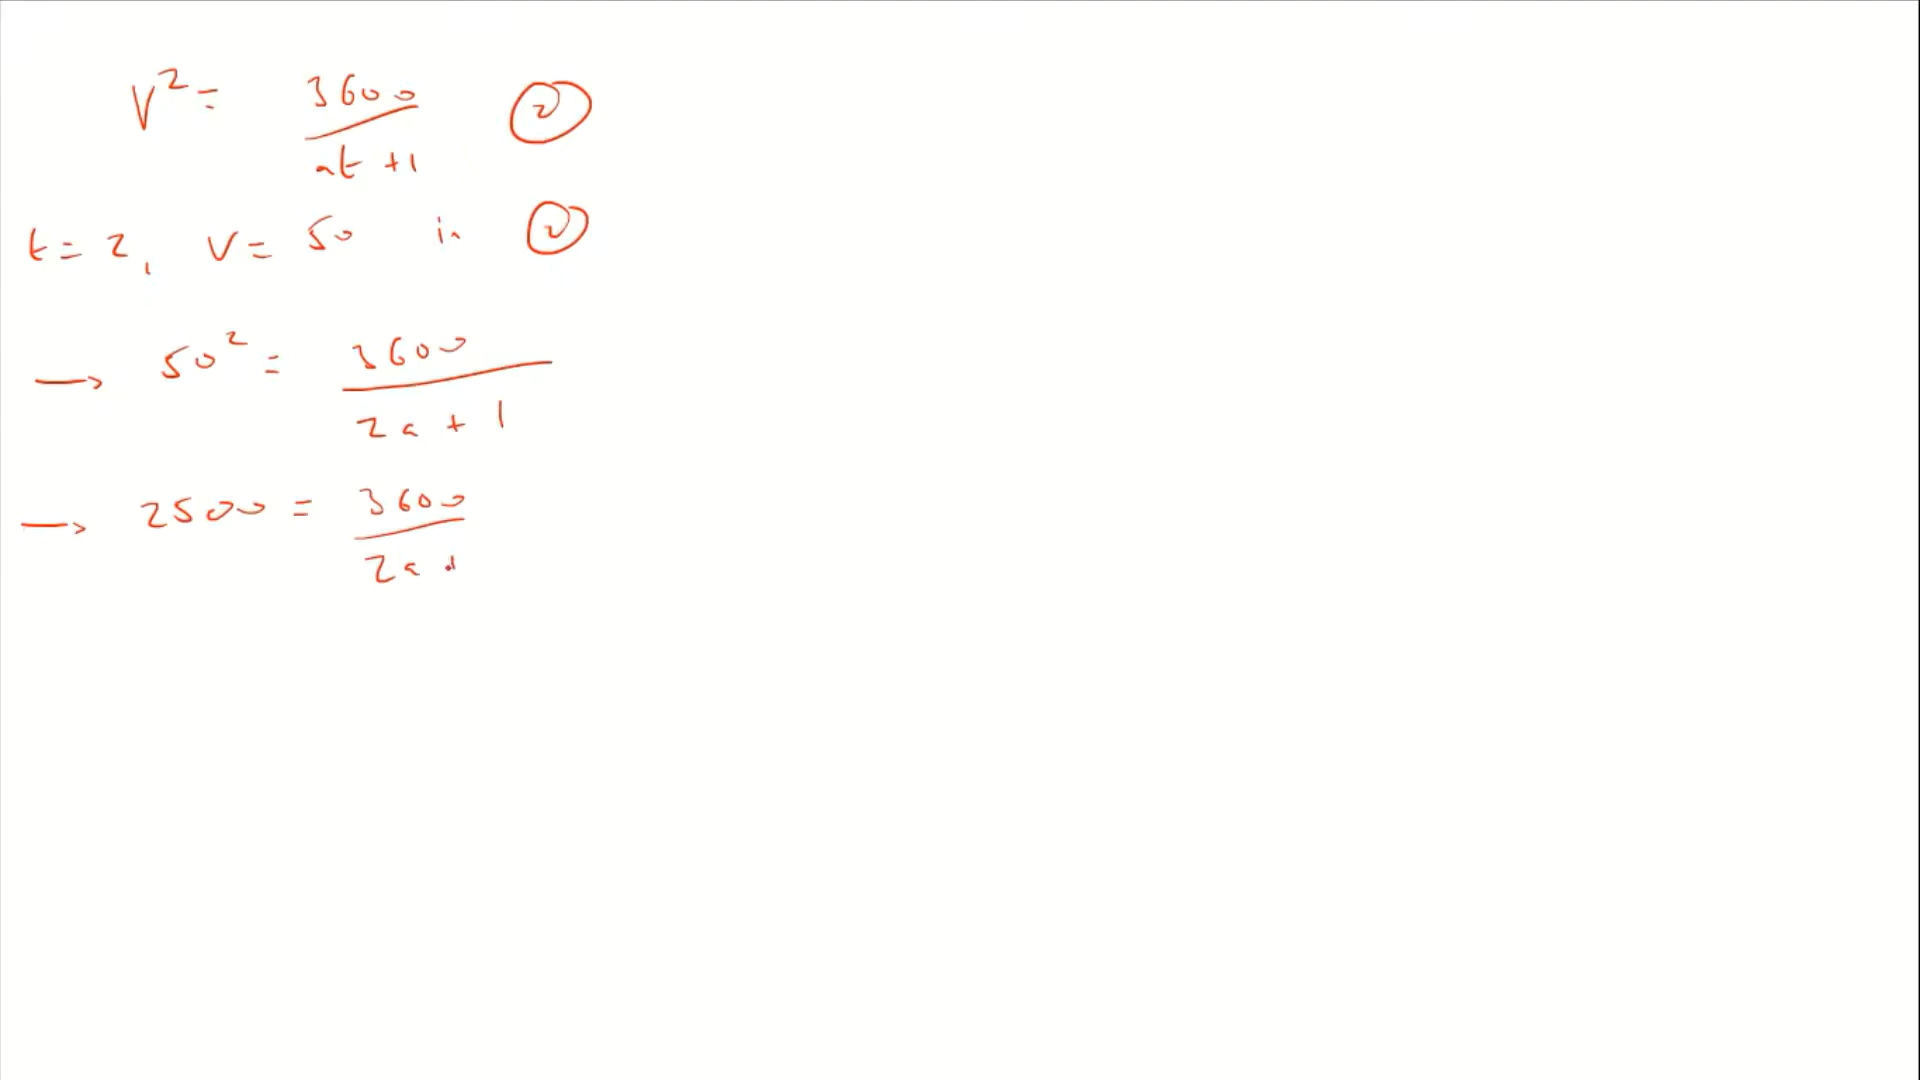 V² = 3600 / at + 1 ②
t = 2, V = 50 in ②
→ 50² = 3600 / 2a + 1
→ 2500 = 3600 / 2a +